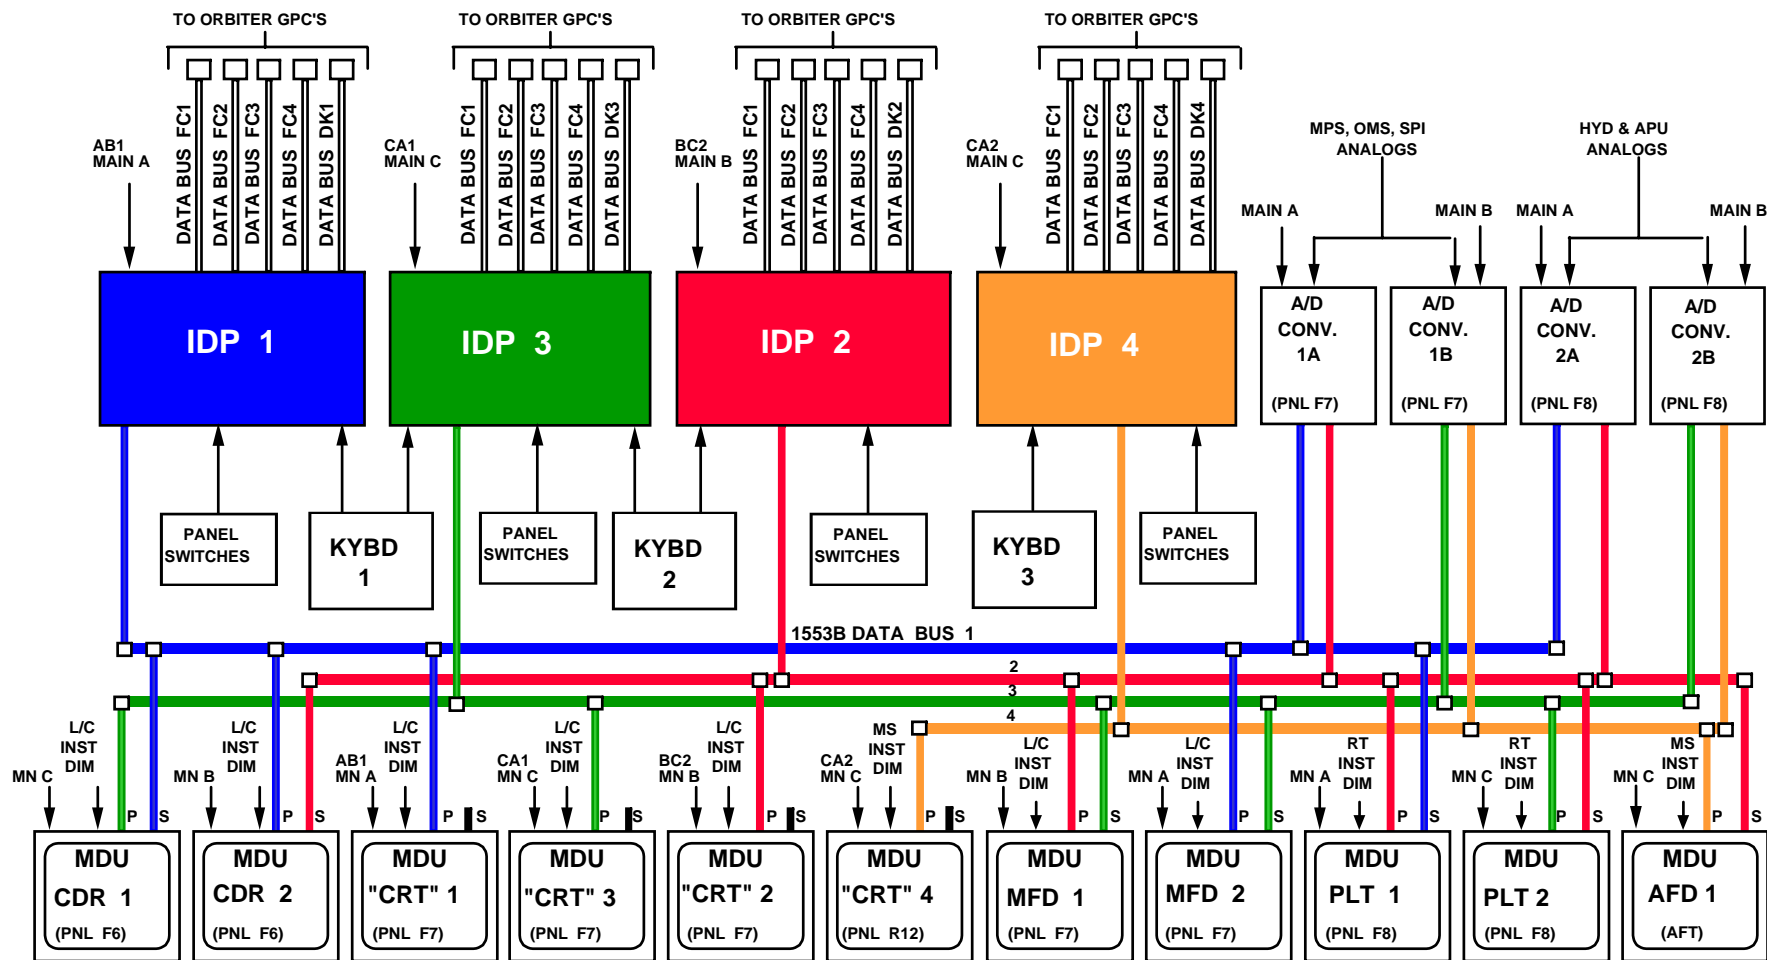 TO ORBITER GPC'S
TO ORBITER GPC'S
TO ORBITER GPC'S
TO ORBITER GPC'S
AB1
MAIN A
DATA BUS FC1
DATA BUS FC2
DATA BUS FC3
DATA BUS FC4
DATA BUS DK1
CA1
MAIN C
DATA BUS FC1
DATA BUS FC2
DATA BUS FC3
DATA BUS FC4
DATA BUS DK3
BC2
MAIN B
DATA BUS FC1
DATA BUS FC2
DATA BUS FC3
DATA BUS FC4
DATA BUS DK2
CA2
MAIN C
DATA BUS FC1
DATA BUS FC2
DATA BUS FC3
DATA BUS FC4
DATA BUS DK4
MPS, OMS, SPI
ANALOGS
HYD & APU
ANALOGS
MAIN A
MAIN B
MAIN A
MAIN B
IDP 1
IDP 3
IDP 2
IDP 4
A/D
CONV.
1A
(PNL F7)
A/D
CONV.
1B
(PNL F7)
A/D
CONV.
2A
(PNL F8)
A/D
CONV.
2B
(PNL F8)
PANEL
SWITCHES
KYBD
1
PANEL
SWITCHES
KYBD
2
PANEL
SWITCHES
KYBD
3
PANEL
SWITCHES
1553B DATA BUS 1
2
3
4
MN C
L/C
INST
DIM
P
S
MN B
L/C
INST
DIM
P
S
AB1
MN A
L/C
INST
DIM
P
S
CA1
MN C
L/C
INST
DIM
P
S
BC2
MN B
L/C
INST
DIM
P
S
CA2
MN C
MS
INST
DIM
P
S
MN B
L/C
INST
DIM
P
S
MN A
L/C
INST
DIM
P
S
MN A
RT
INST
DIM
P
S
MN C
RT
INST
DIM
P
S
MN C
MS
INST
DIM
P
S
MDU
CDR 1
(PNL F6)
MDU
CDR 2
(PNL F6)
MDU
"CRT" 1
(PNL F7)
MDU
"CRT" 3
(PNL F7)
MDU
"CRT" 2
(PNL F7)
MDU
"CRT" 4
(PNL R12)
MDU
MFD 1
(PNL F7)
MDU
MFD 2
(PNL F7)
MDU
PLT 1
(PNL F8)
MDU
PLT 2
(PNL F8)
MDU
AFD 1
(AFT)